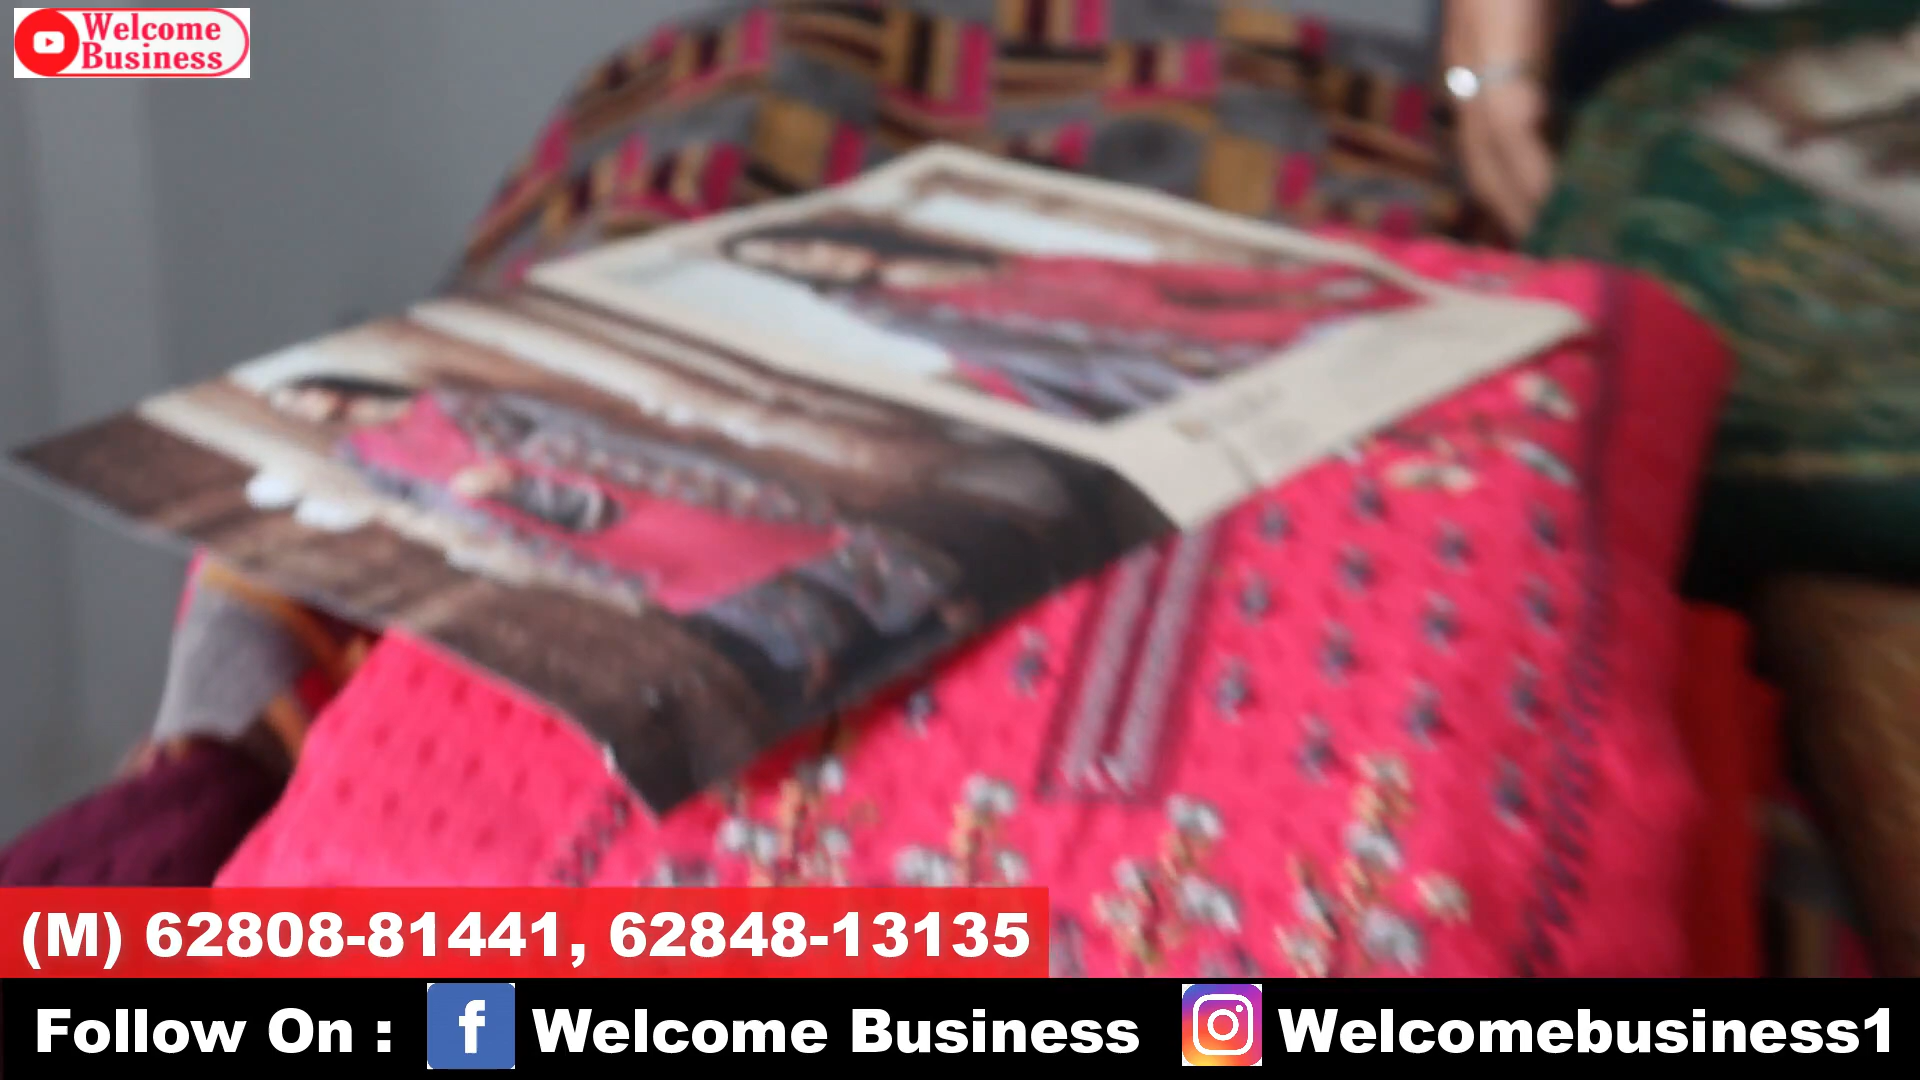 Welcome
Business
(M) 62808-81441, 62848-13135
Follow On : Welcome Business Welcomebusiness1